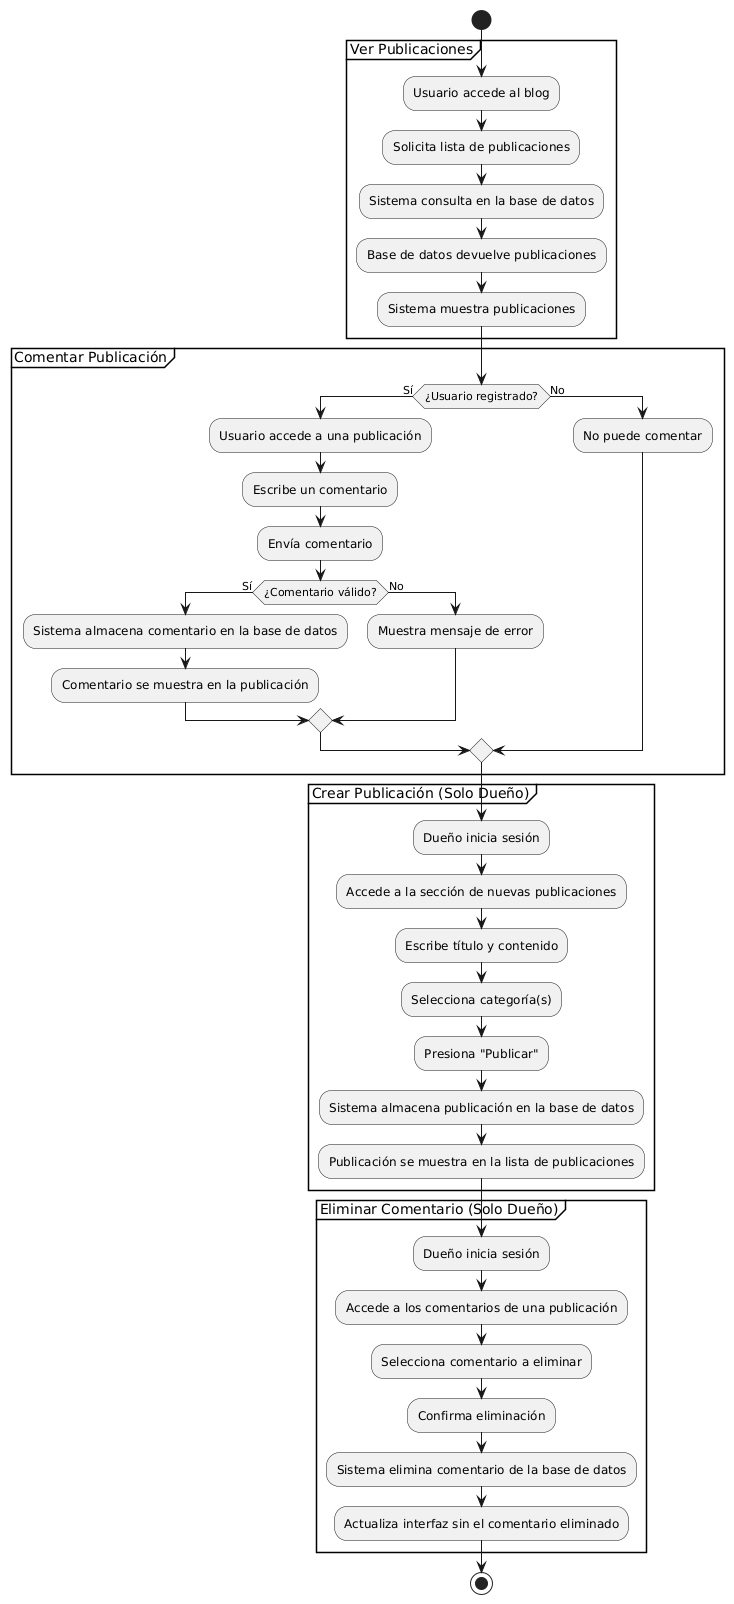 Ver Publicaciones
Usuario accede al blog
Solicita lista de publicaciones
Sistema consulta en la base de datos
Base de datos devuelve publicaciones
Sistema muestra publicaciones
Comentar Publicación
¿Usuario registrado?
Sí
No
Usuario accede a una publicación
No puede comentar
Escribe un comentario
Envía comentario
¿Comentario válido?
Sí
No
Sistema almacena comentario en la base de datos
Muestra mensaje de error
Comentario se muestra en la publicación
Crear Publicación (Solo Dueño)
Dueño inicia sesión
Accede a la sección de nuevas publicaciones
Escribe título y contenido
Selecciona categoría(s)
Presiona "Publicar"
Sistema almacena publicación en la base de datos
Publicación se muestra en la lista de publicaciones
Eliminar Comentario (Solo Dueño)
Dueño inicia sesión
Accede a los comentarios de una publicación
Selecciona comentario a eliminar
Confirma eliminación
Sistema elimina comentario de la base de datos
Actualiza interfaz sin el comentario eliminado